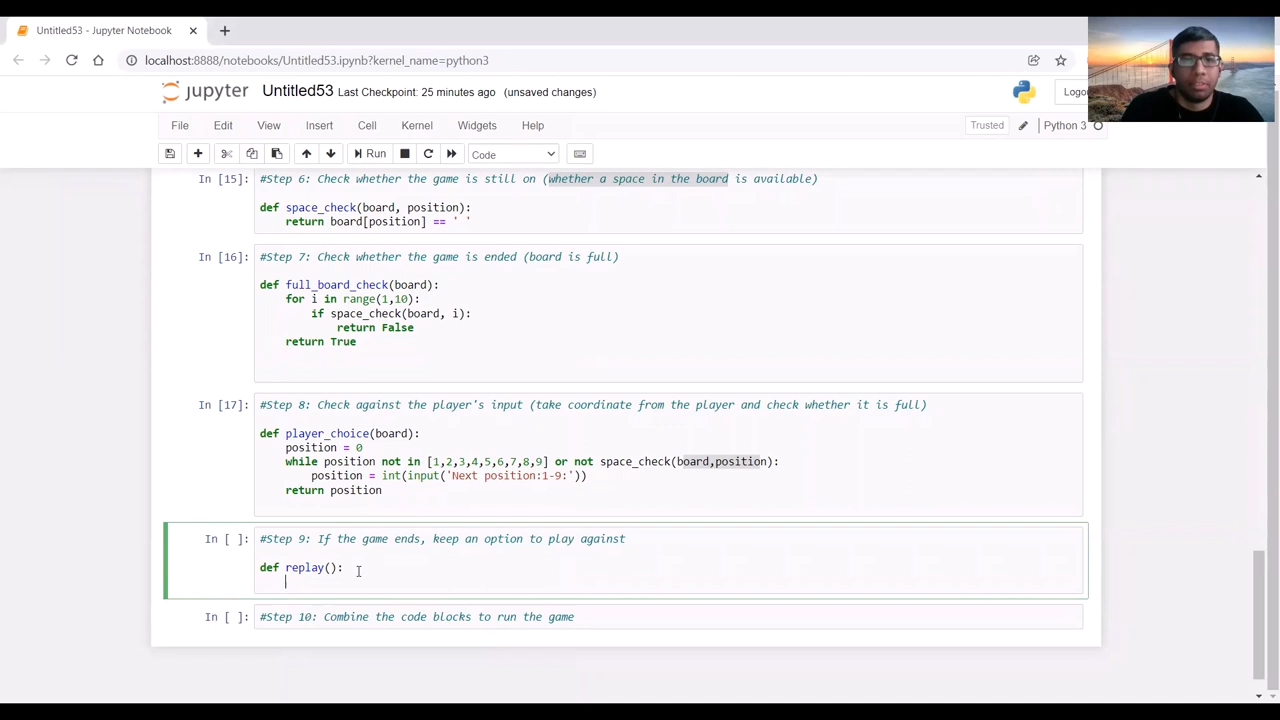 Untitled53 - Jupyter Notebook
localhost:8888/notebooks/Untitled53.ipynb?kernel_name=python3
jupyter Untitled53 Last Checkpoint: 25 minutes ago (unsaved changes)
File Edit View Insert Cell Kernel Widgets Help
Trusted Python 3
Run Code
In [15]: #Step 6: Check whether the game is still on (whether a space in the board is available)
def space_check(board, position):
return board[position] == ' '
In [16]: #Step 7: Check whether the game is ended (board is full)
def full_board_check(board):
for i in range(1,10):
if space_check(board, i):
return False
return True
In [17]: #Step 8: Check against the player's input (take coordinate from the player and check whether it is full)
def player_choice(board):
position = 0
while position not in [1,2,3,4,5,6,7,8,9] or not space_check(board,position):
position = int(input('Next position:1-9:'))
return position
In [ ]: #Step 9: If the game ends, keep an option to play against
def replay():
In [ ]: #Step 10: Combine the code blocks to run the game